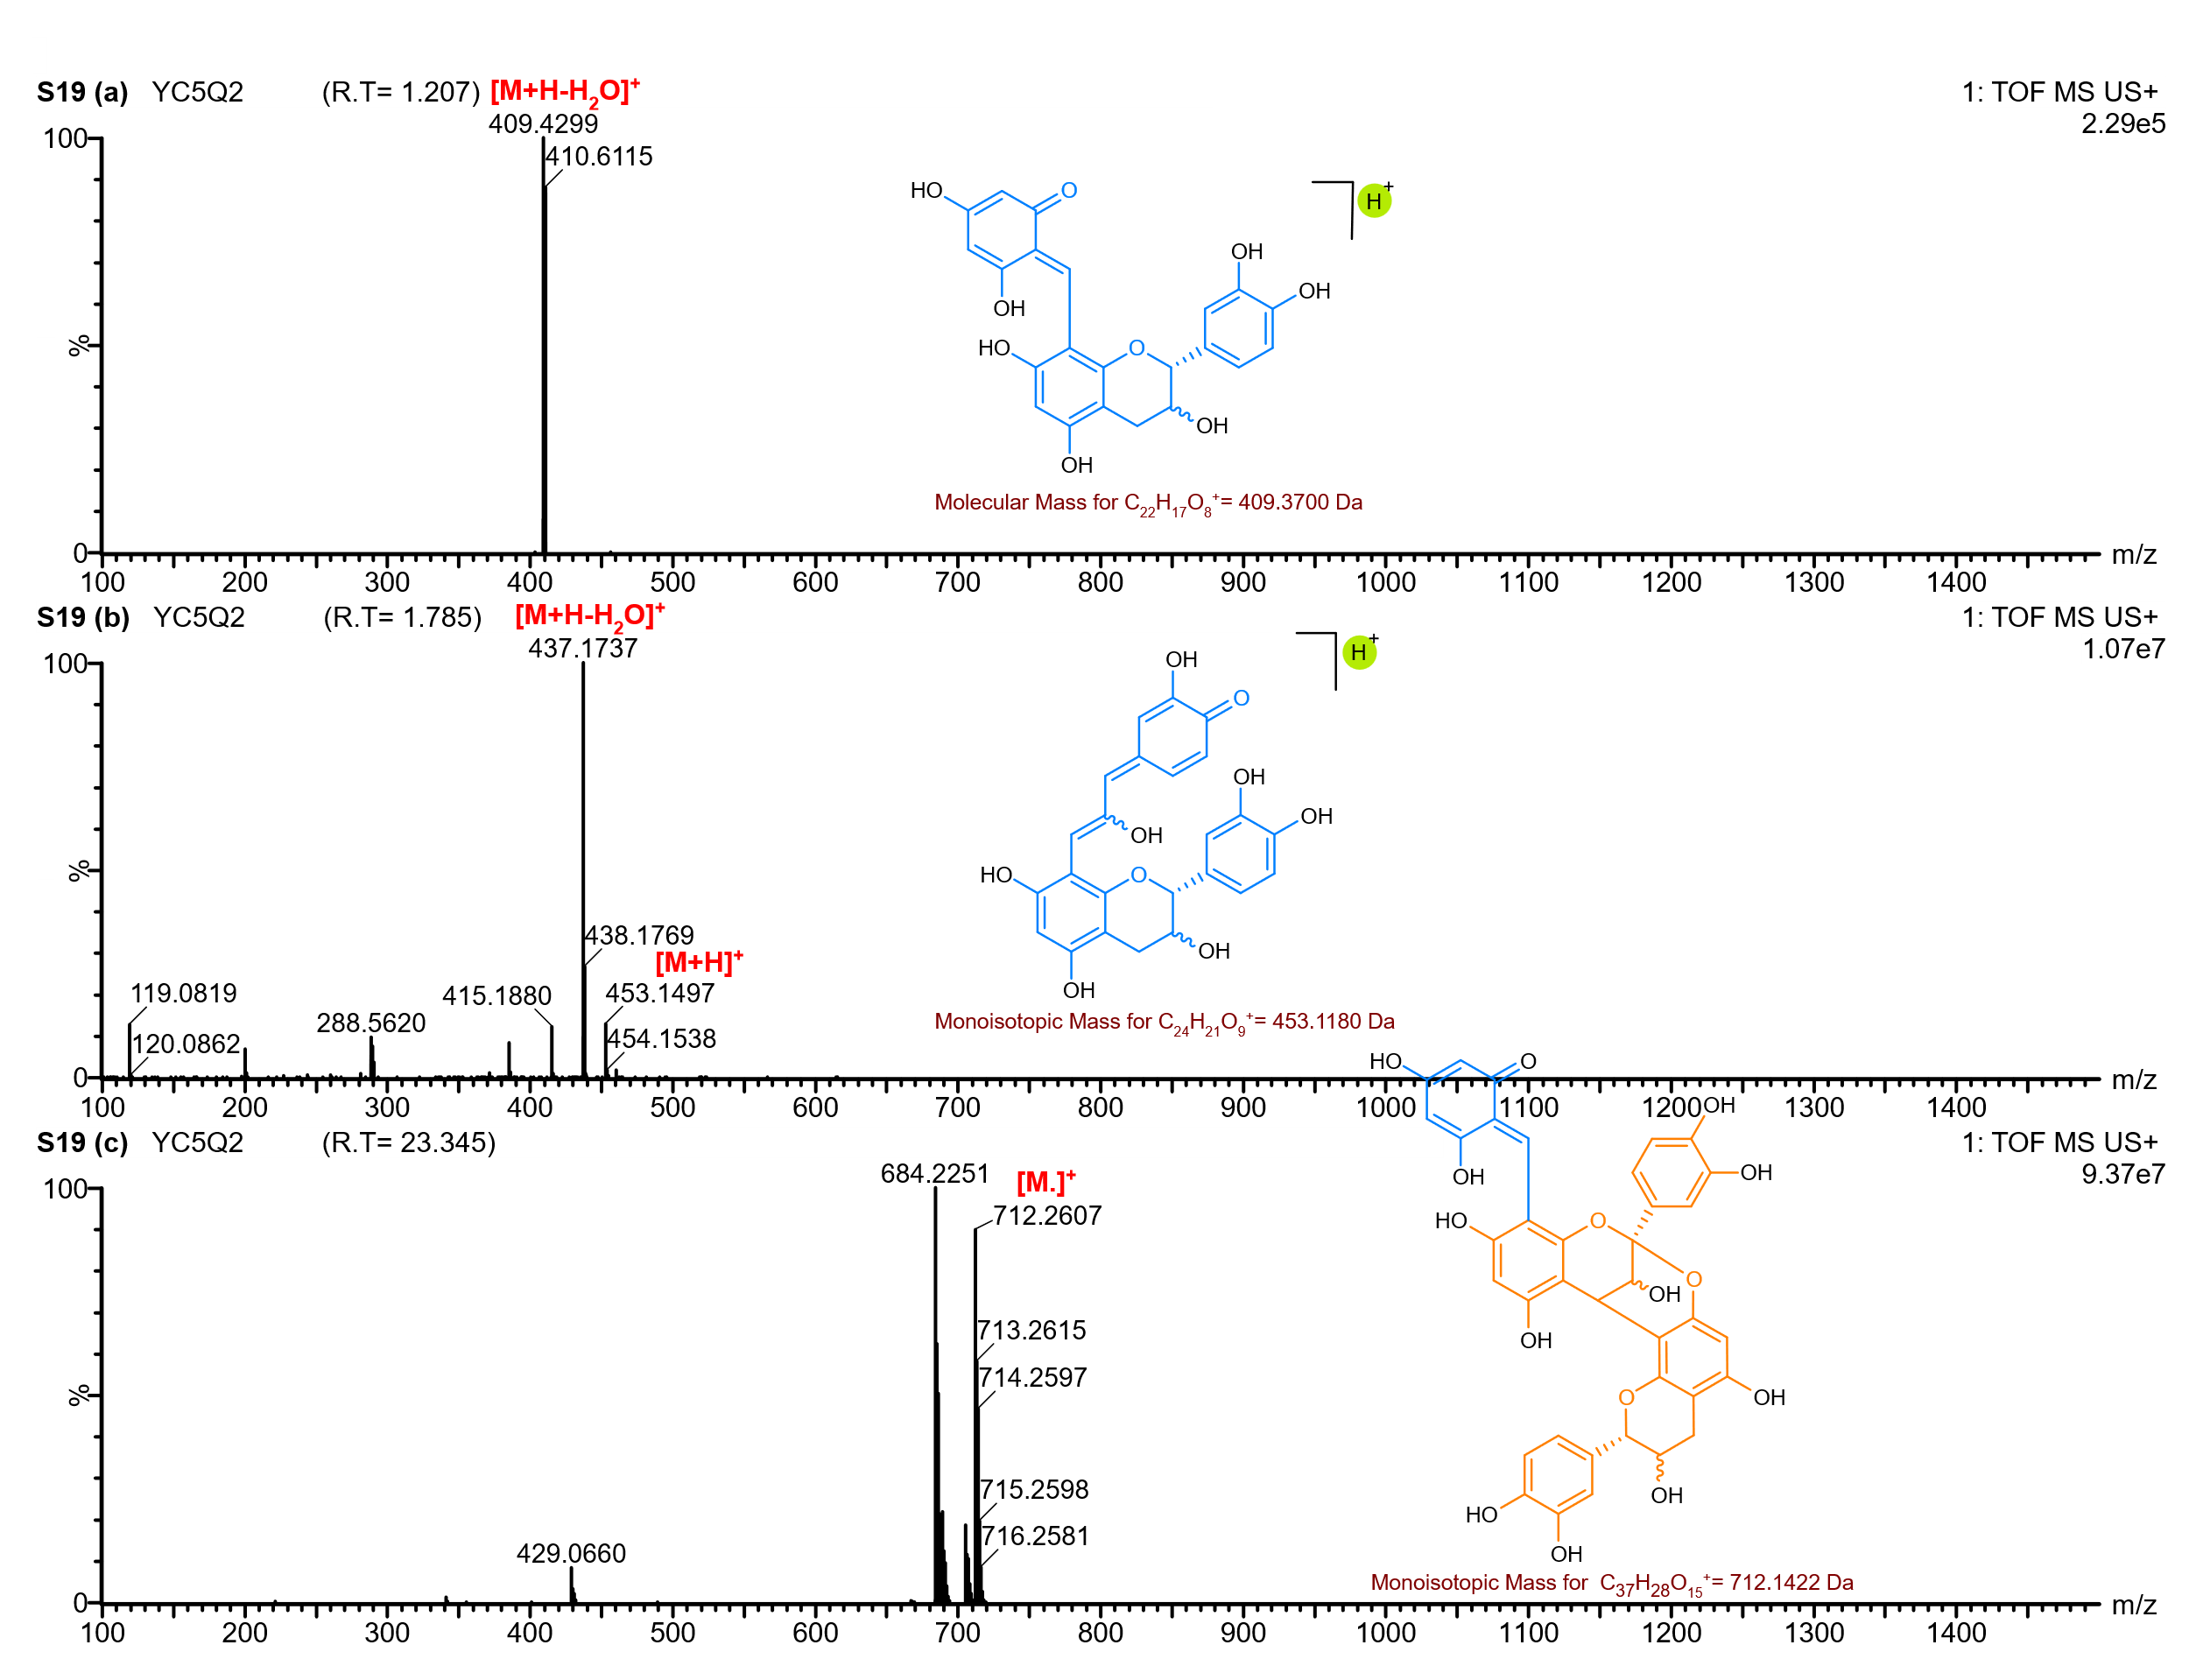 S19 (a) YC5Q2 (R.T= 1.207) [M+H-H₂O]⁺ 1: TOF MS US+
409.4299 2.29e5
100
410.6115
H⁺
HO O
OH
OH
OH
HO O
%
OH
OH
Molecular Mass for C₂₂H₁₇O₈⁺= 409.3700 Da
0 m/z
100 200 300 400 500 600 700 800 900 1000 1100 1200 1300 1400
S19 (b) YC5Q2 (R.T= 1.785) [M+H-H₂O]⁺ 1: TOF MS US+
437.1737 1.07e7
100
H⁺
OH
O
OH
OH
OH
%
HO O
438.1769
OH
[M+H]⁺
OH
119.0819 415.1880 453.1497
288.5620
120.0862 454.1538
Monoisotopic Mass for C₂₄H₂₁O₉⁺= 453.1180 Da
0 m/z
100 200 300 400 500 600 700 800 900 1000 1100 1200 1300 1400
HO O
OH
OH
OH
S19 (c) YC5Q2 (R.T= 23.345) 1: TOF MS US+
684.2251 [M.]⁺ 9.37e7
100
712.2607
HO O
O
OH
OH
713.2615
714.2597
%
O OH
715.2598
OH
HO
716.2581
OH
429.0660
Monoisotopic Mass for C₃₇H₂₈O₁₅⁺= 712.1422 Da
0 m/z
100 200 300 400 500 600 700 800 900 1000 1100 1200 1300 1400